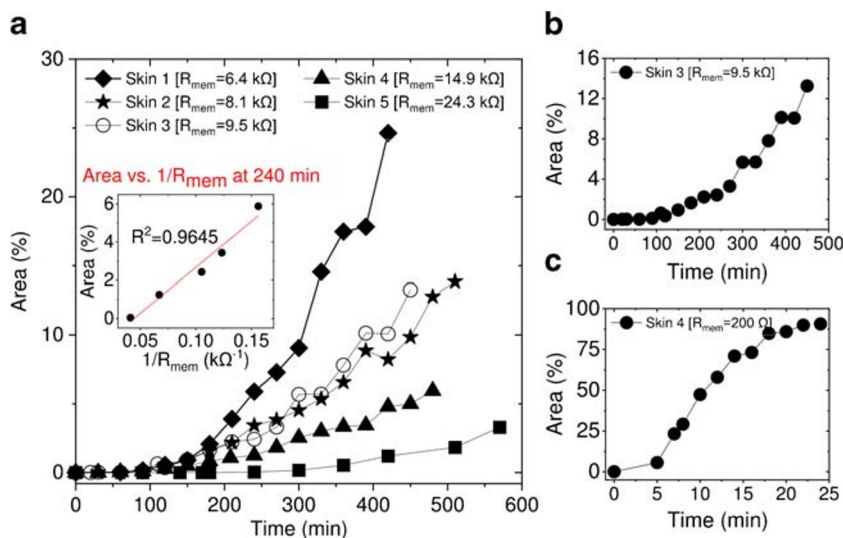 a
30
20
10
0
Area (%)
Skin 1 [Rmem=6.4 kΩ]
Skin 2 [Rmem=8.1 kΩ]
Skin 3 [Rmem=9.5 kΩ]
Skin 4 [Rmem=14.9 kΩ]
Skin 5 [Rmem=24.3 kΩ]
Area vs. 1/Rmem at 240 min
6
4
2
0
Area (%)
R²=0.9645
0.05 0.10 0.15
1/Rmem (kΩ⁻¹)
0 100 200 300 400 500 600
Time (min)
b
16
12
8
4
0
Area (%)
Skin 3 [Rmem=9.5 kΩ]
0 100 200 300 400 500
Time (min)
c
100
75
50
25
0
Area (%)
Skin 4 [Rmem=200 Ω]
0 5 10 15 20 25
Time (min)